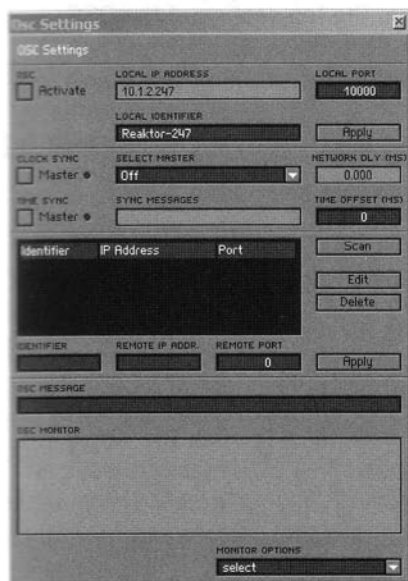 Osc Settings
OSC Settings
OSC
LOCAL IP ADDRESS
LOCAL PORT
Activate
10.1.2.247
10000
LOCAL IDENTIFIER
Reaktor-247
Apply
CLOCK SYNC
SELECT MASTER
NETWORK DLY (MS)
Master
Off
0.000
TIME SYNC
SYNC MESSAGES
TIME OFFSET (MS)
Master
0
Identifier
IP Address
Port
Scan
Edit
Delete
IDENTIFIER
REMOTE IP ADDR.
REMOTE PORT
0
Apply
OSC MESSAGE
OSC MONITOR
MONITOR OPTIONS
select